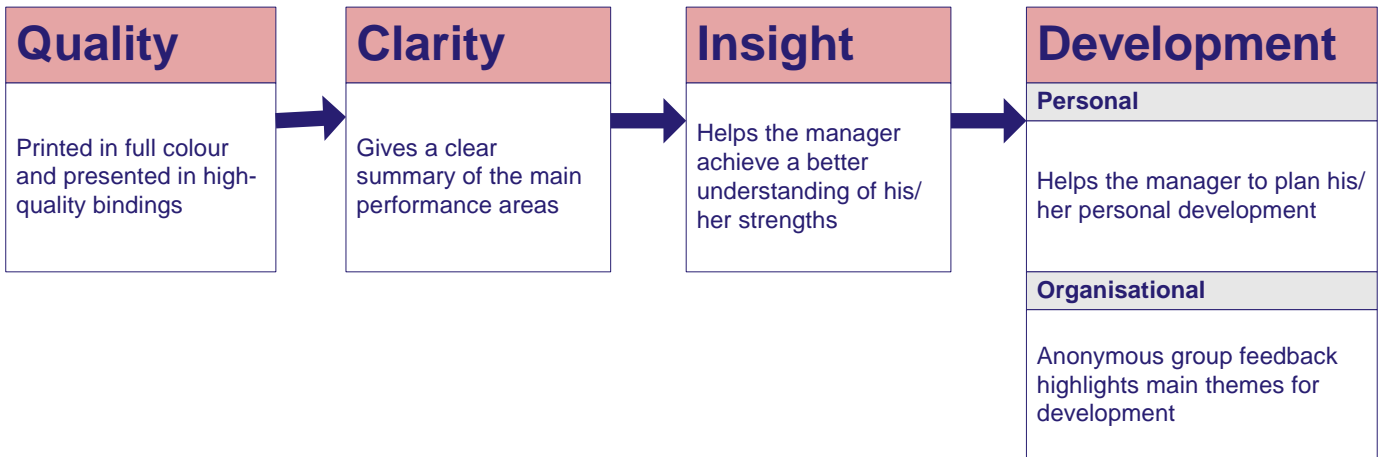 Quality
Printed in full colour
and presented in high-
quality bindings
Clarity
Gives a clear
summary of the main
performance areas
Insight
Helps the manager
achieve a better
understanding of his/
her strengths
Development
Personal
Helps the manager to plan his/
her personal development
Organisational
Anonymous group feedback
highlights main themes for
development